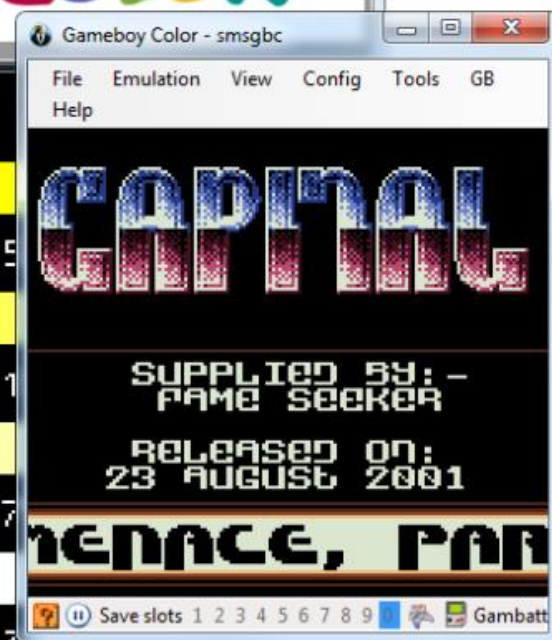 Gameboy Color - smsgbc
File Emulation View Config Tools GB
Help
CAPITAL
SUPPLIED BY:-
FAME SEEKER
RELEASED ON:
23 AUGUST 2001
MENACE, PAR
Save slots 1 2 3 4 5 6 7 8 9 0 Gambatt